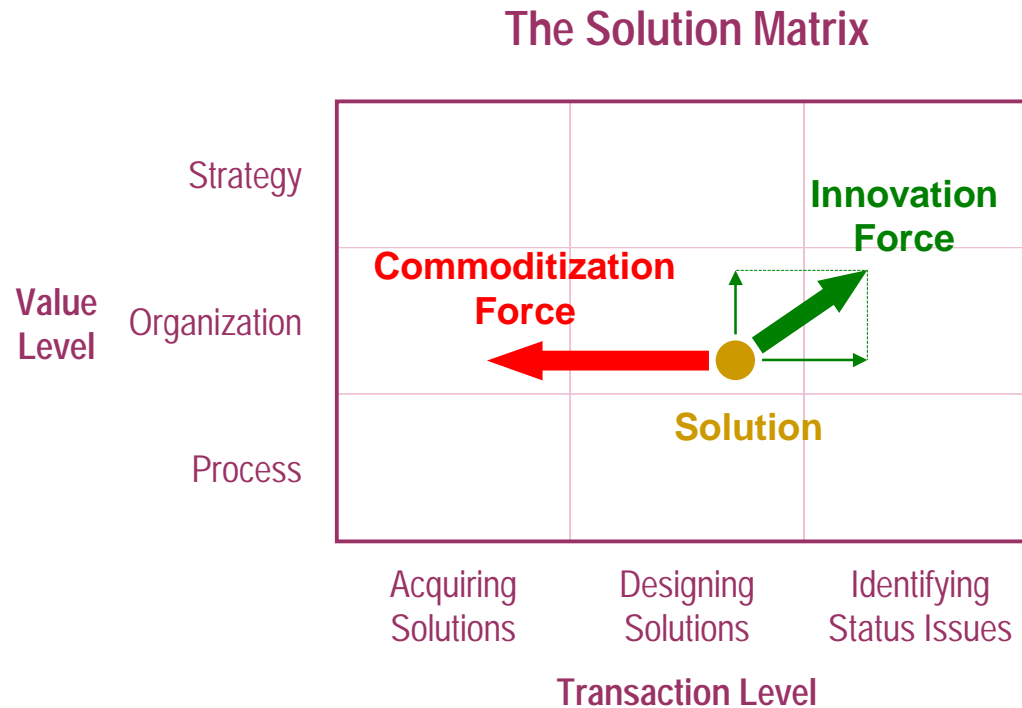 The Solution Matrix
Strategy
Innovation
Force
Commoditization
Force
Value
Level
Organization
Solution
Process
Acquiring
Solutions
Designing
Solutions
Identifying
Status Issues
Transaction Level